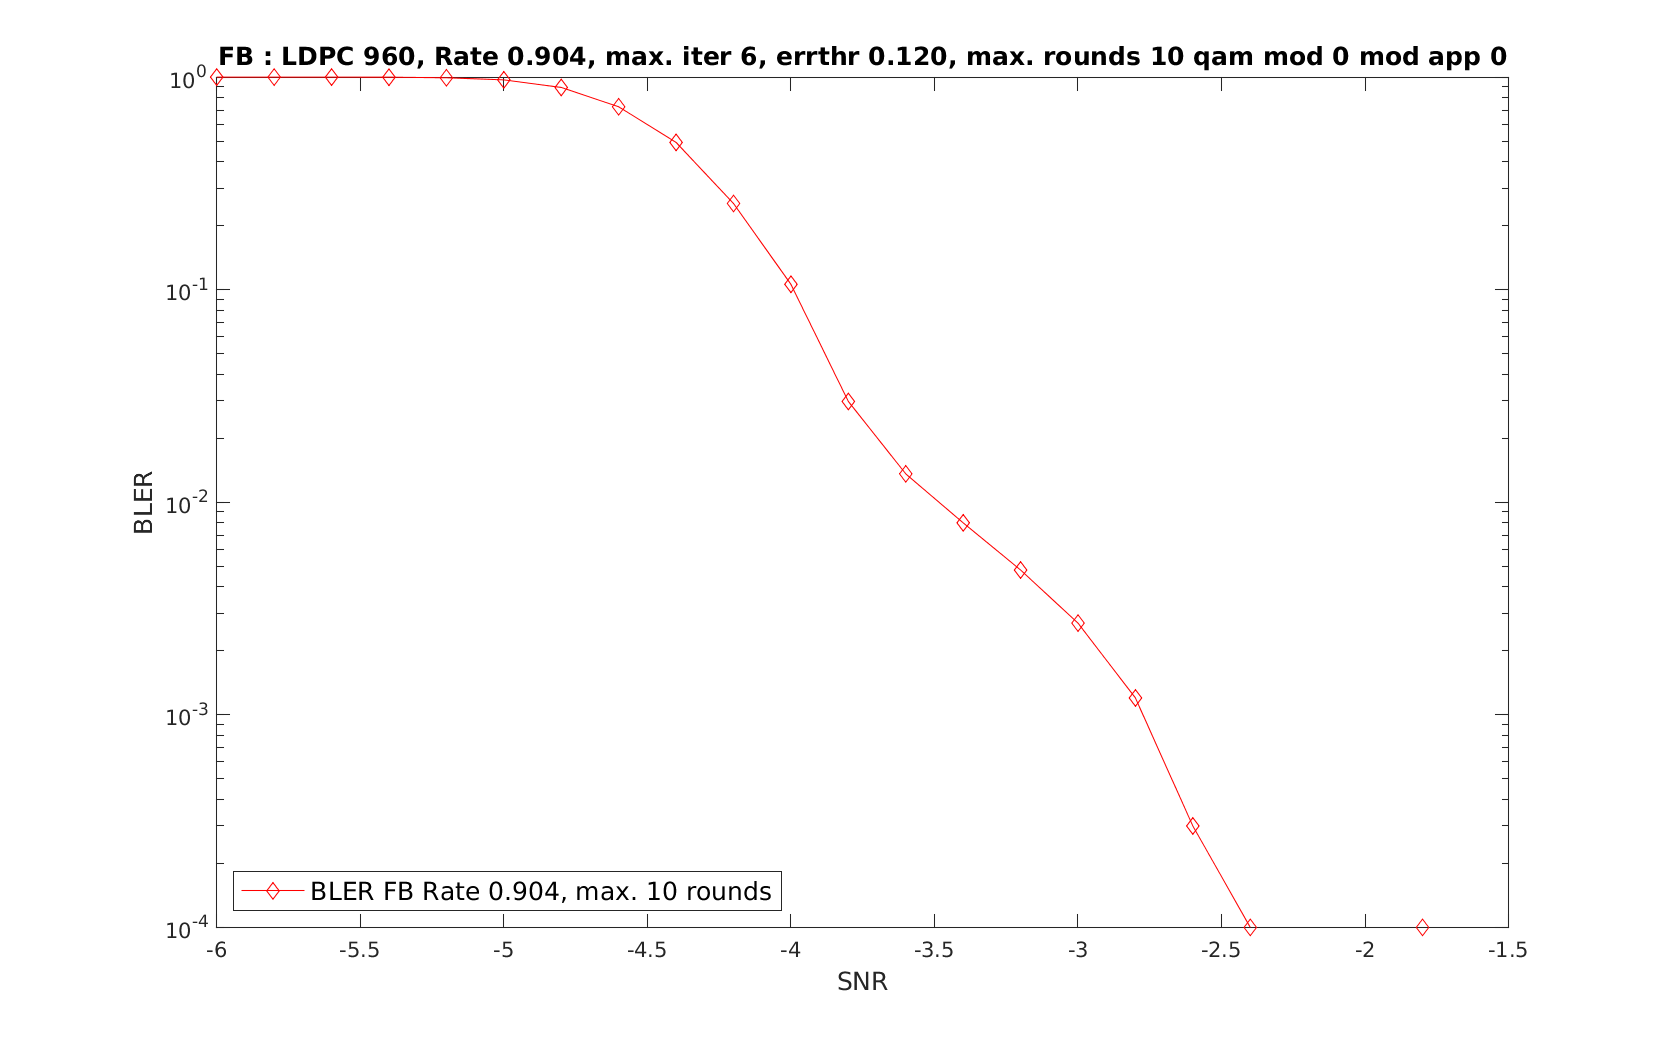 FB : LDPC 960, Rate 0.904, max. iter 6, errthr 0.120, max. rounds 10 qam mod 0 mod app 0
10^0
10^-1
10^-2
10^-3
10^-4
BLER
BLER FB Rate 0.904, max. 10 rounds
-6 -5.5 -5 -4.5 -4 -3.5 -3 -2.5 -2 -1.5
SNR